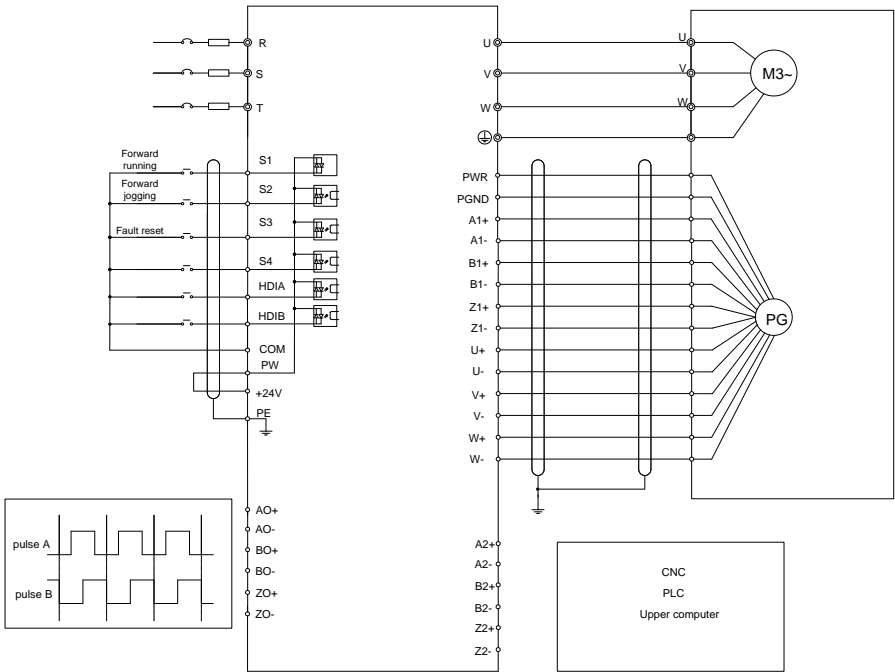 R
S
T
Forward
running
Forward
jogging
Fault reset
S1
S2
S3
S4
HDIA
HDIB
COM
PW
+24V
PE
AO+
AO-
BO+
BO-
ZO+
ZO-
pulse A
pulse B
U
V
W
PWR
PGND
A1+
A1-
B1+
B1-
Z1+
Z1-
U+
U-
V+
V-
W+
W-
A2+
A2-
B2+
B2-
Z2+
Z2-
U
V
W
M3~
PG
CNC
PLC
Upper computer